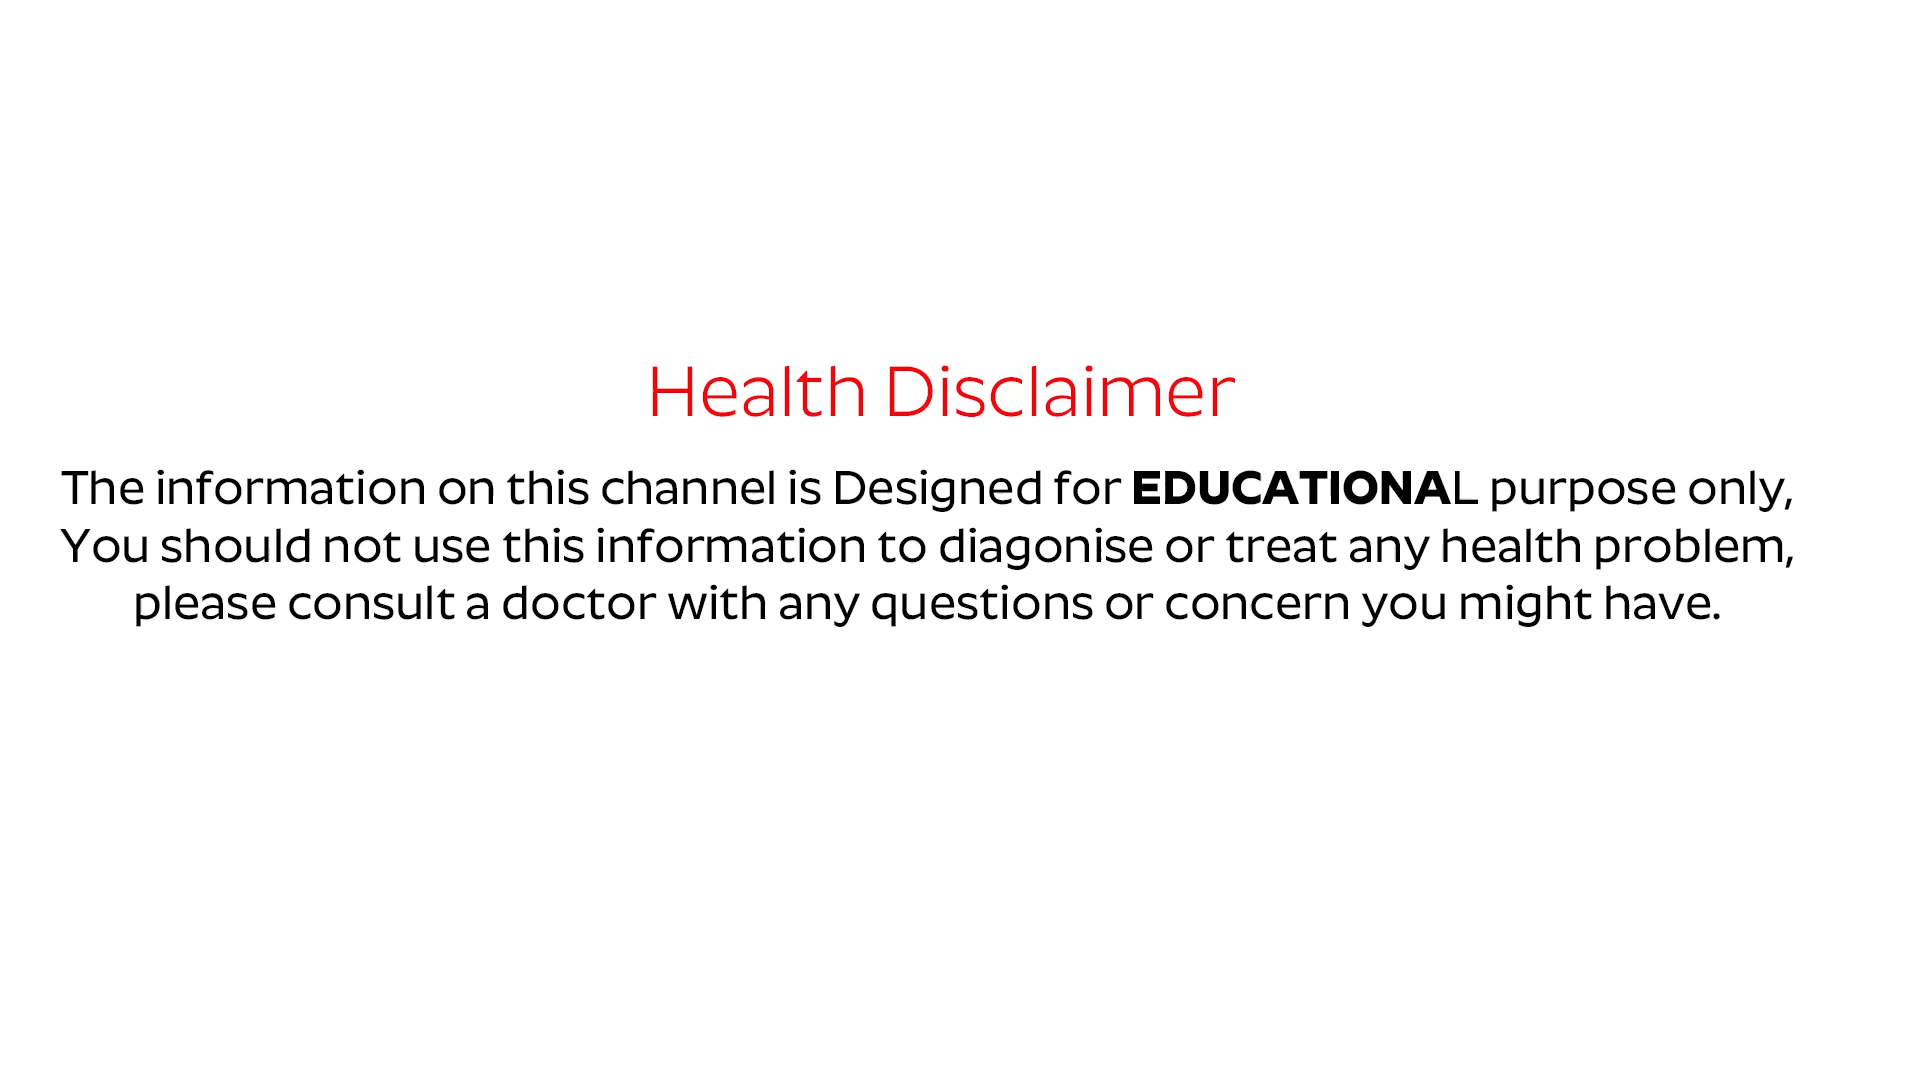 Health Disclaimer
The information on this channel is Designed for EDUCATIONAL purpose only,
You should not use this information to diagonise or treat any health problem,
please consult a doctor with any questions or concern you might have.